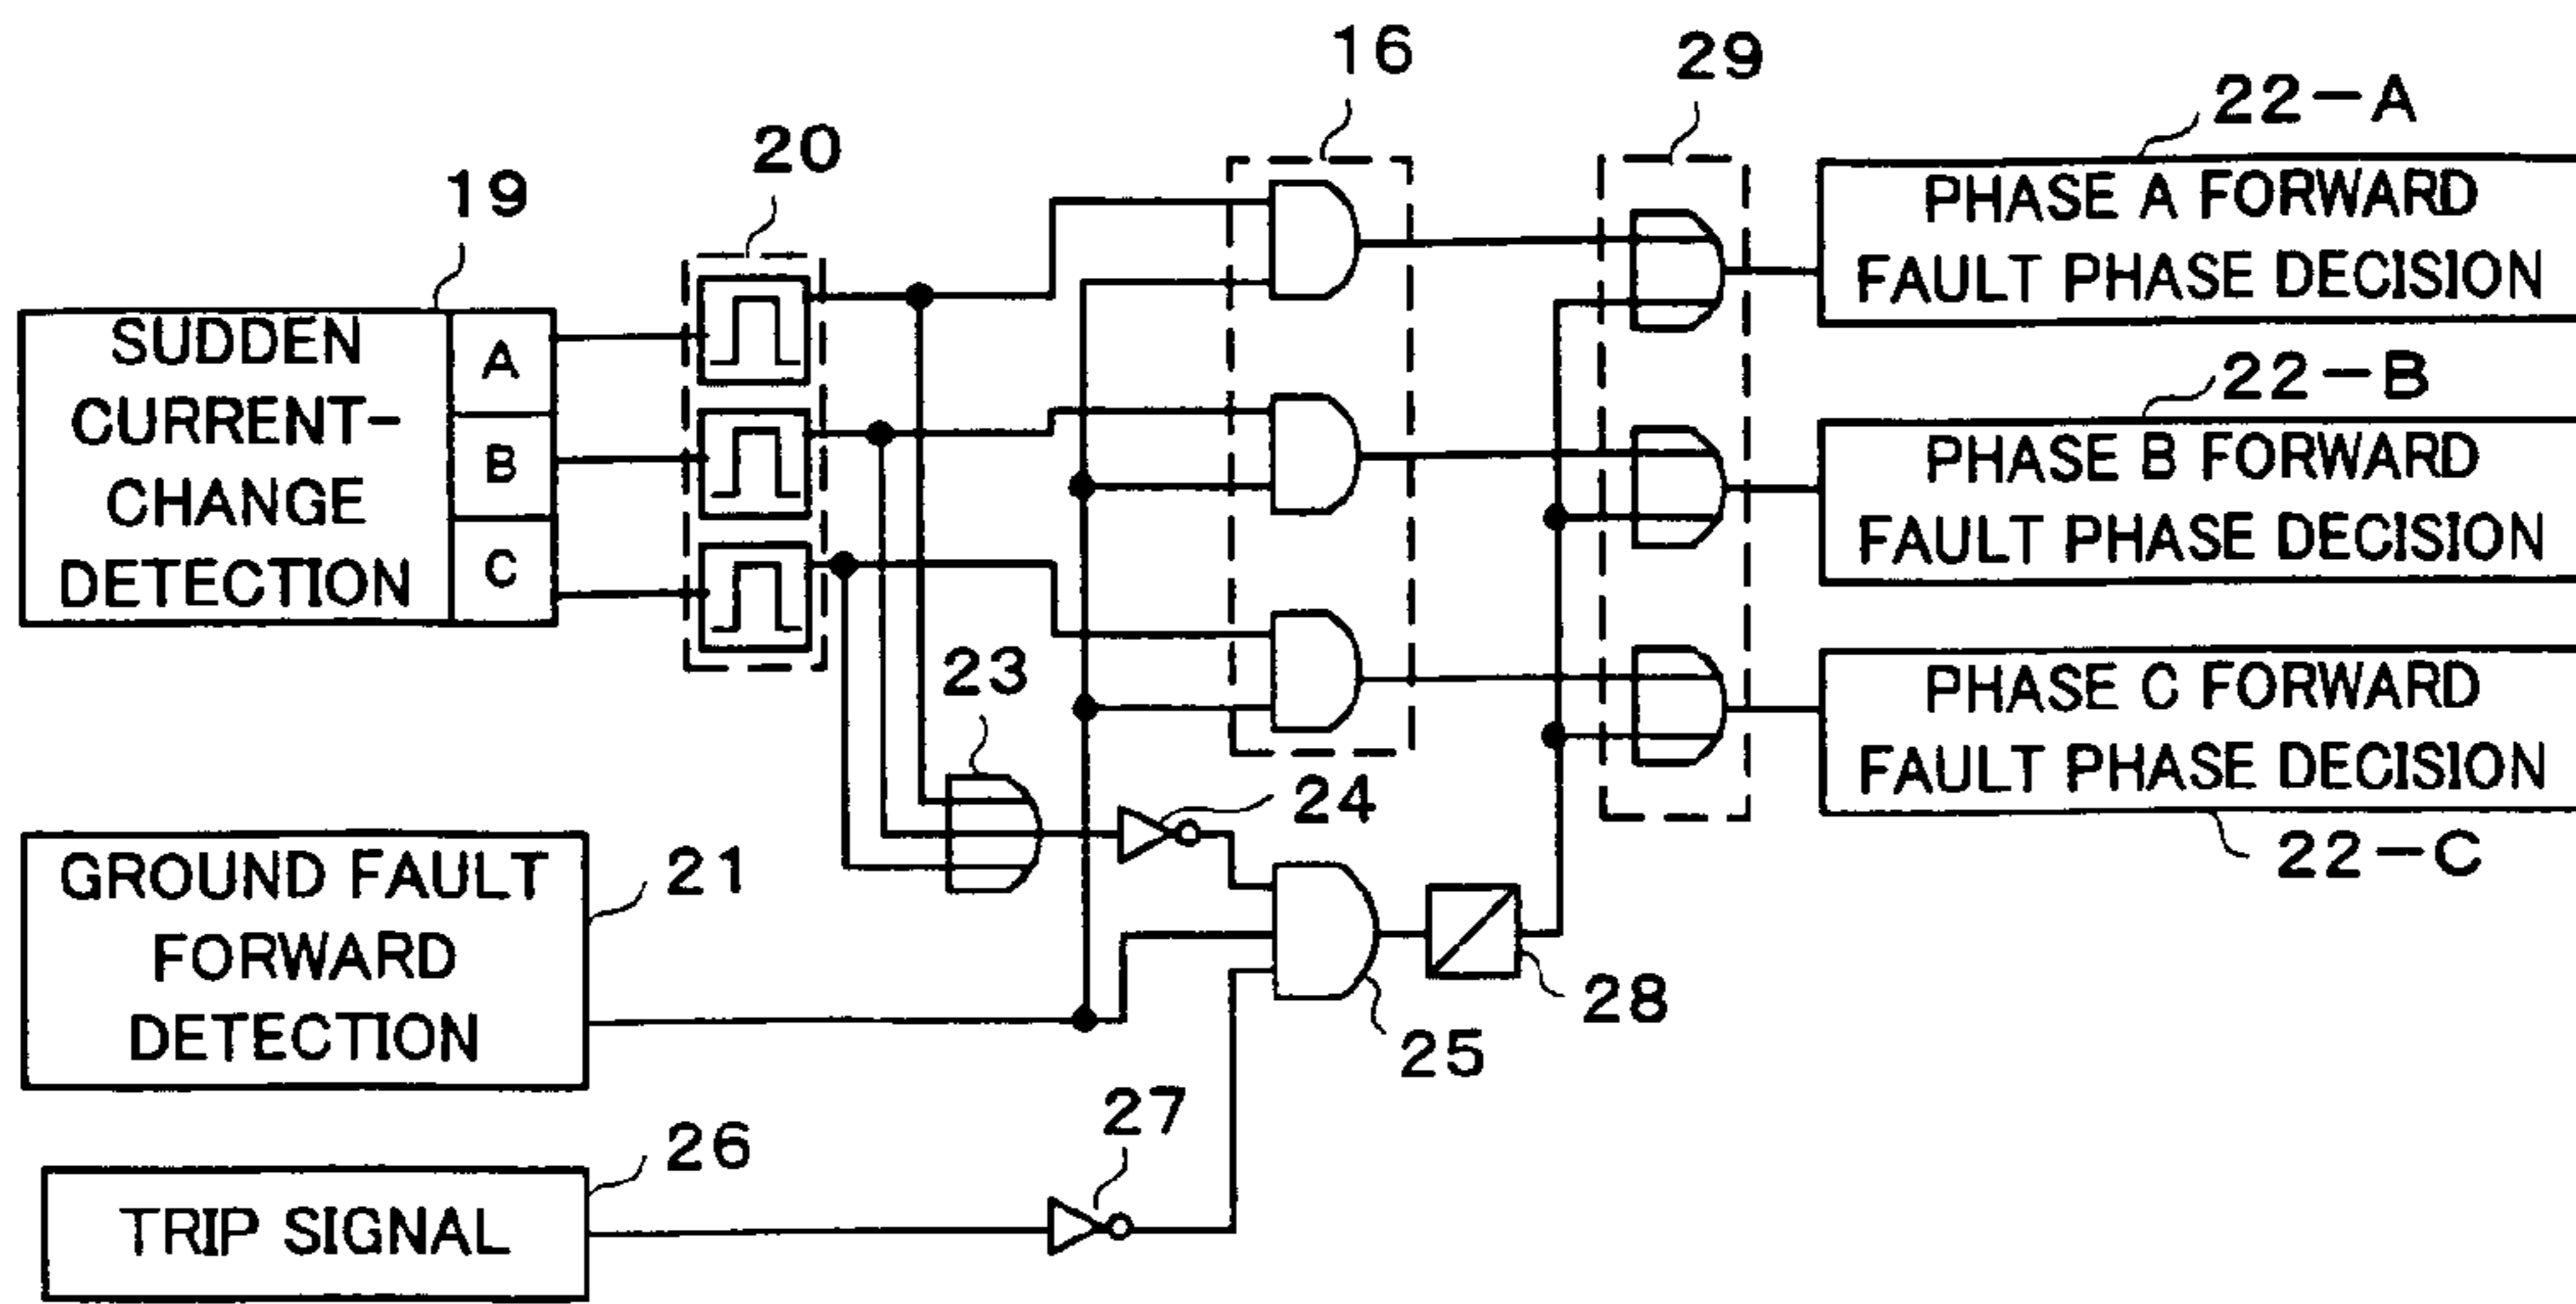 16
29
22-A
20
19
PHASE A FORWARD
FAULT PHASE DECISION
SUDDEN
CURRENT-
CHANGE
DETECTION
A
B
C
22-B
PHASE B FORWARD
FAULT PHASE DECISION
23
PHASE C FORWARD
FAULT PHASE DECISION
24
22-C
GROUND FAULT
FORWARD
DETECTION
21
28
25
27
26
TRIP SIGNAL